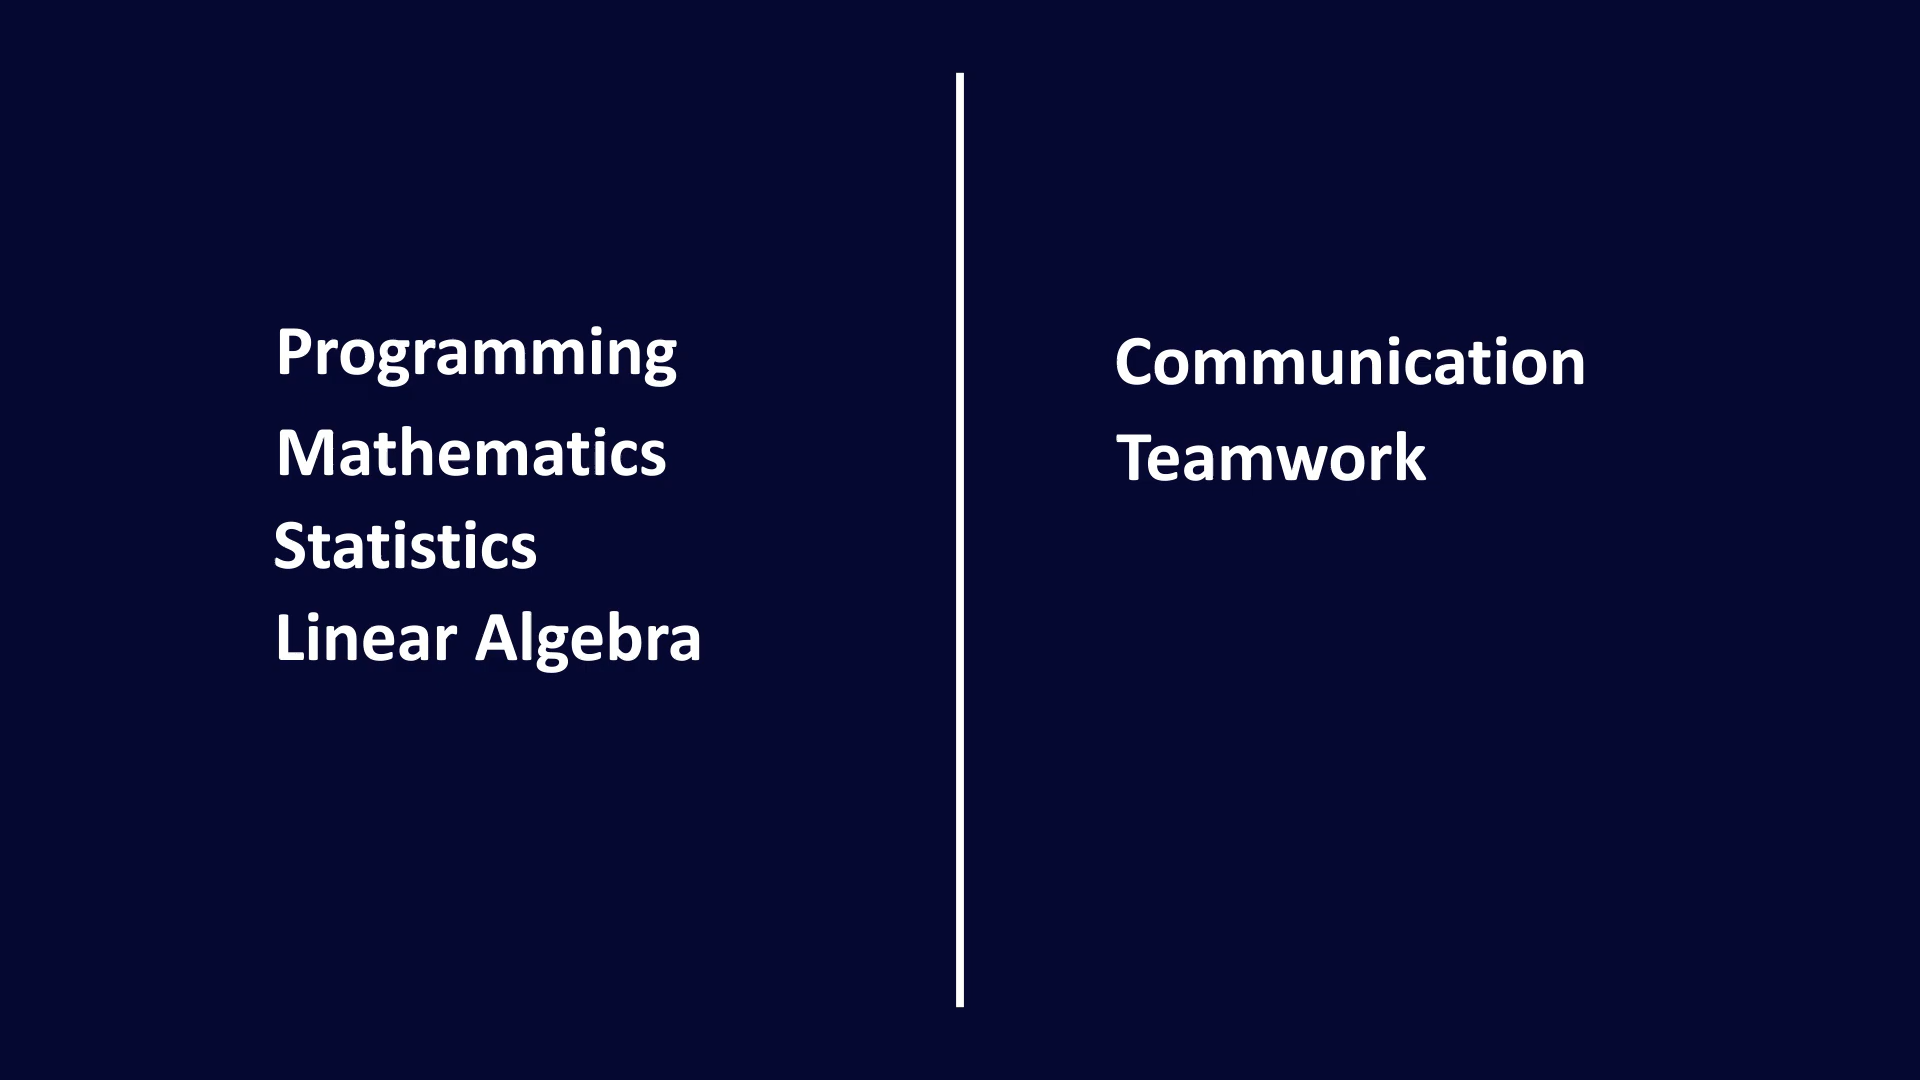 Programming
Mathematics
Statistics
Linear Algebra
Communication
Teamwork